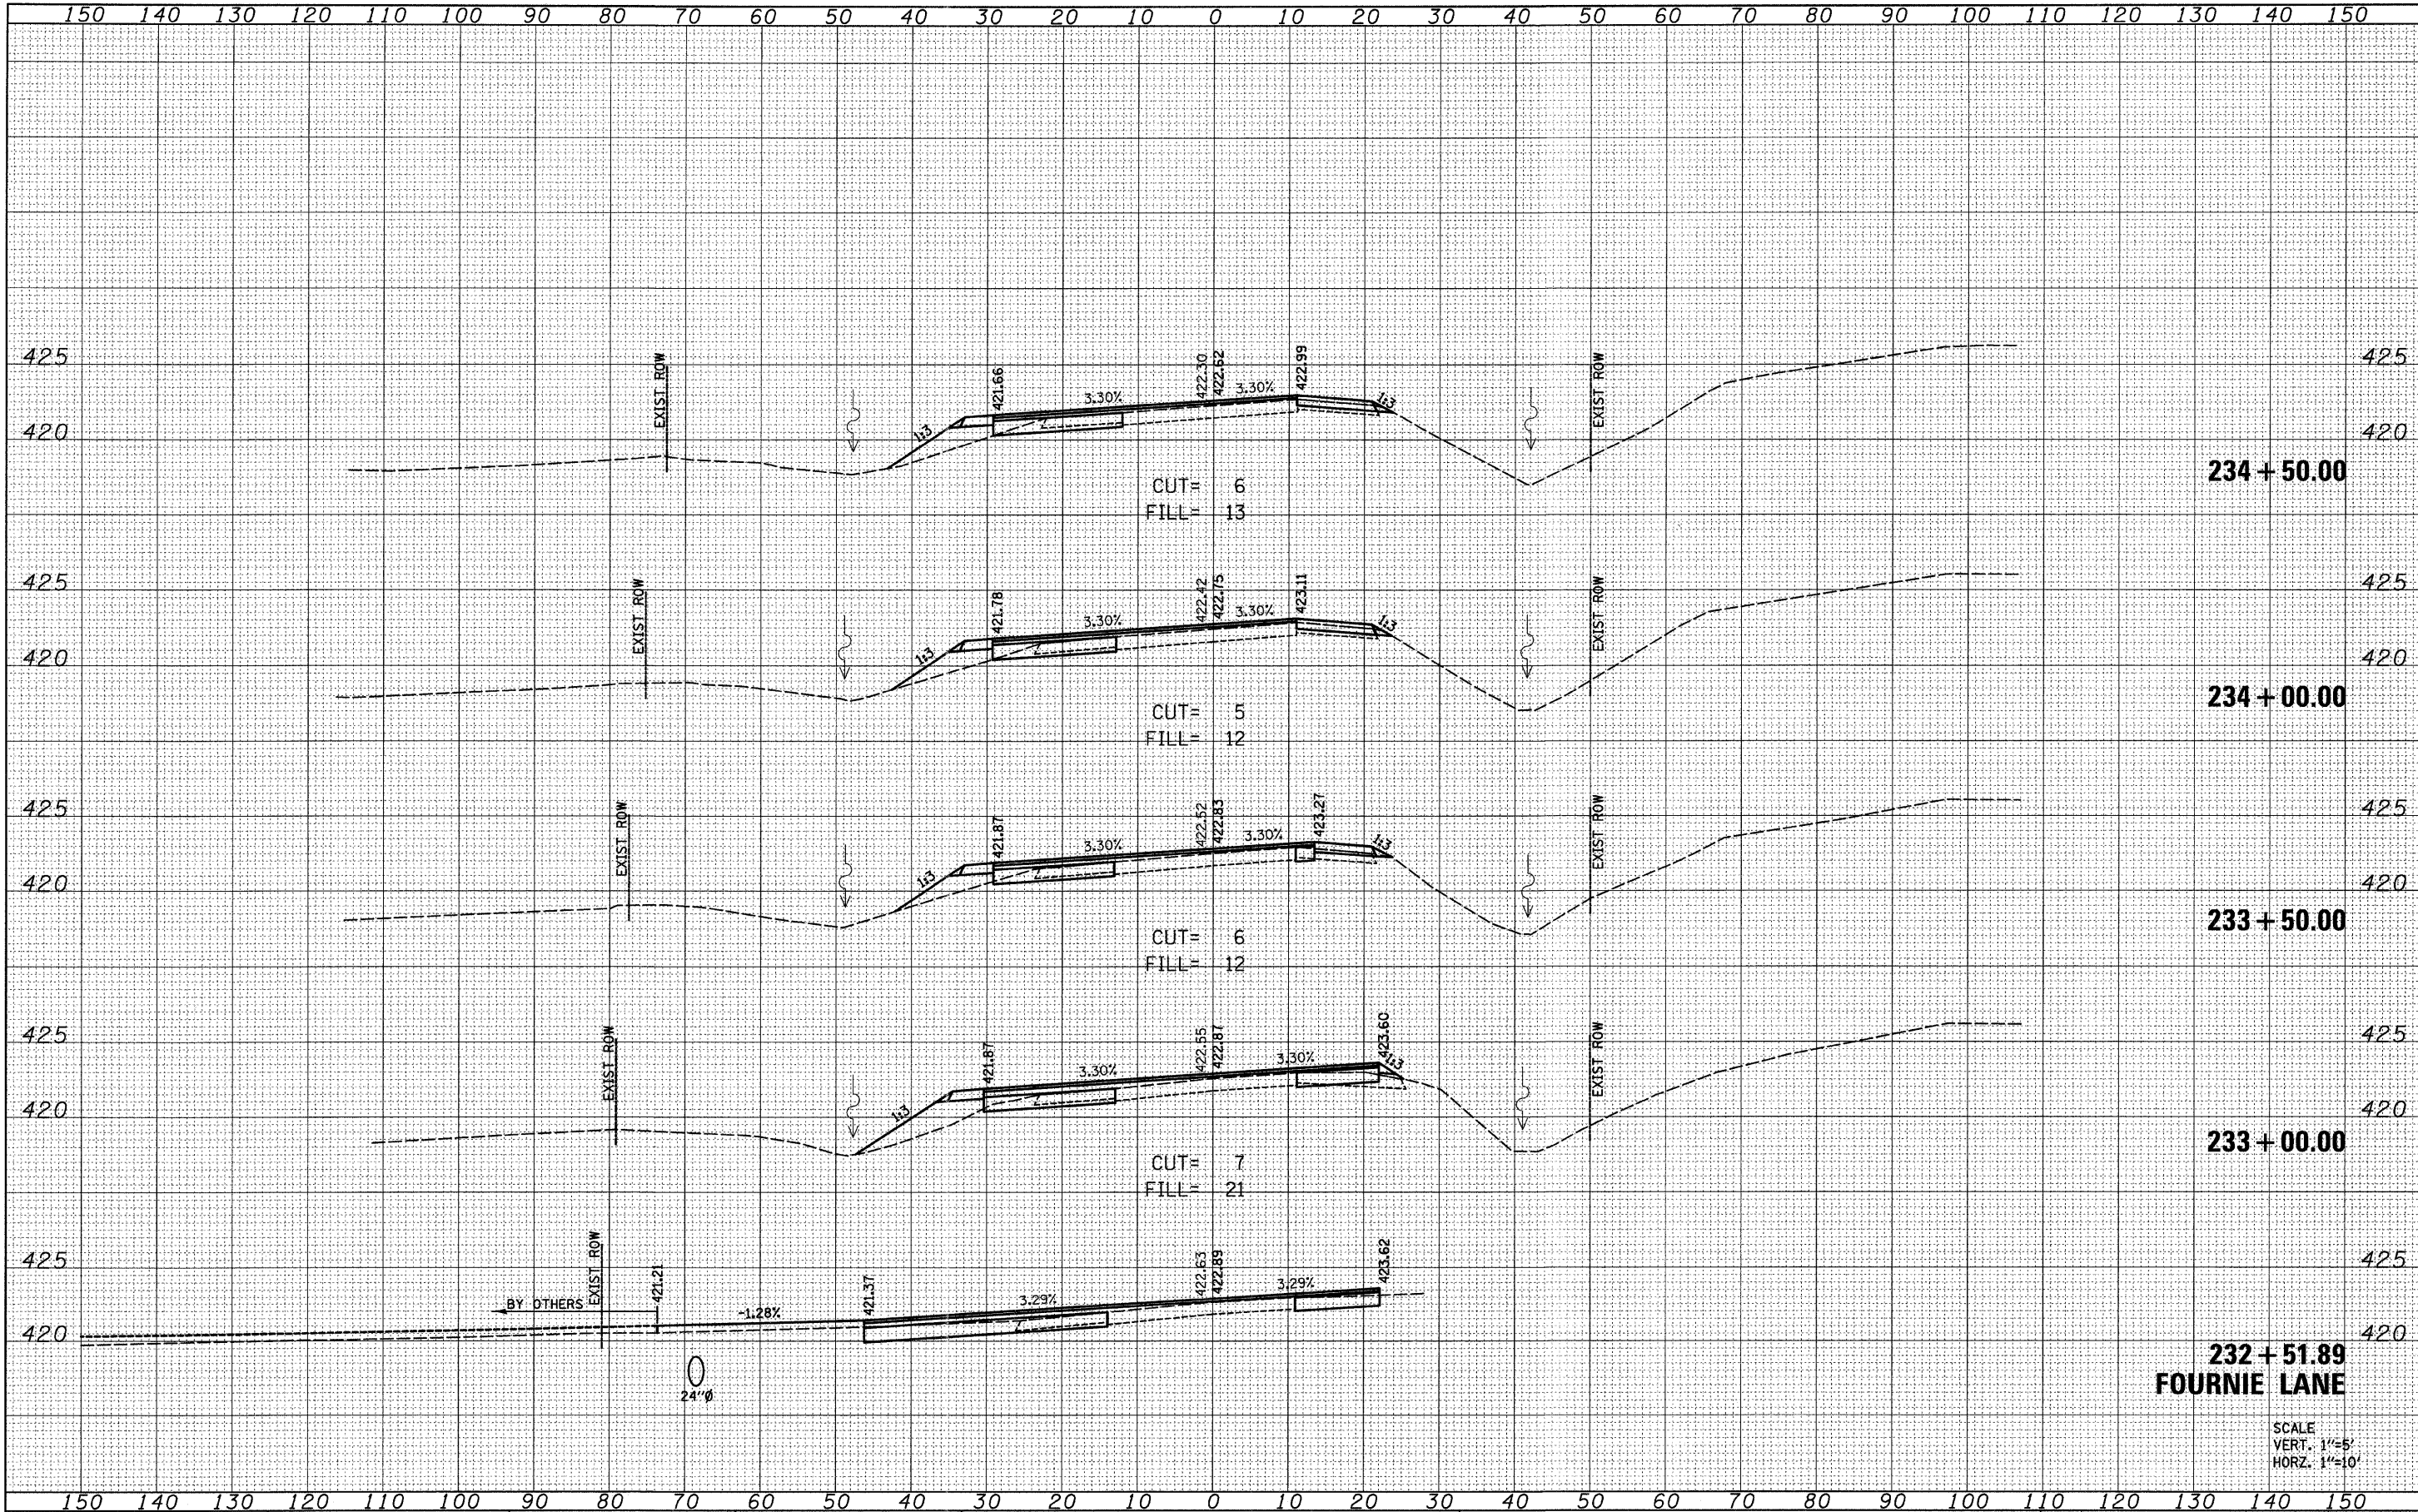 150 140 130 120 110 100 90 80 70 60 50 40 30 20 10 0 10 20 30 40 50 60 70 80 90 100 110 120 130 140 150
425 EXIST ROW 421.66 3.30% 422.30 422.62 3.30% 422.99 1:3 EXIST ROW 425
420 1:3 420
234+50.00
CUT= 6
FILL= 13
425 EXIST ROW 421.78 3.30% 422.42 422.75 3.30% 423.11 1:3 EXIST ROW 425
420 1:3 420
234+00.00
CUT= 5
FILL= 12
425 EXIST ROW 421.87 3.30% 422.52 422.83 3.30% 423.27 1:3 EXIST ROW 425
420 1:3 420
233+50.00
CUT= 6
FILL= 12
425 EXIST ROW 421.87 3.30% 422.55 422.87 3.30% 423.60 1:3 EXIST ROW 425
420 1:3 420
233+00.00
CUT= 7
FILL= 21
425 EXIST ROW 421.21 421.37 3.29% 422.63 422.89 3.29% 423.62 425
BY OTHERS -1.28%
420 420
24"Ø
232+51.89
FOURNIE LANE
SCALE
VERT. 1"=5'
HORZ. 1"=10'
150 140 130 120 110 100 90 80 70 60 50 40 30 20 10 0 10 20 30 40 50 60 70 80 90 100 110 120 130 140 150